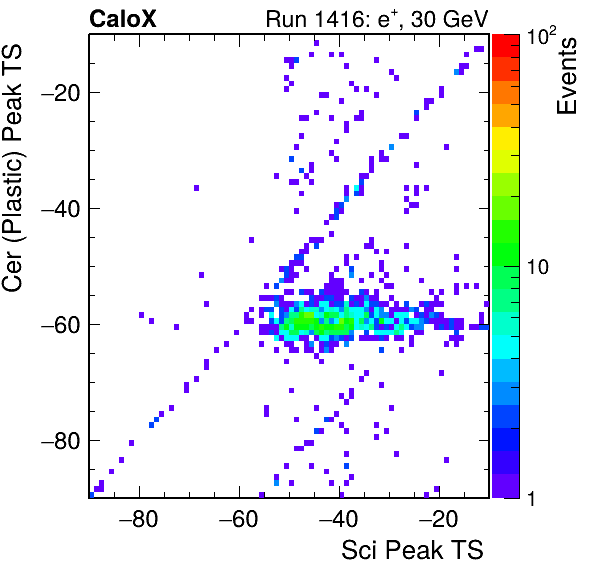 CaloX Run 1416: e⁺, 30 GeV
10²
Events
Cer (Plastic) Peak TS
−20
−40
10
−60
−80
1
−80 −60 −40 −20
Sci Peak TS